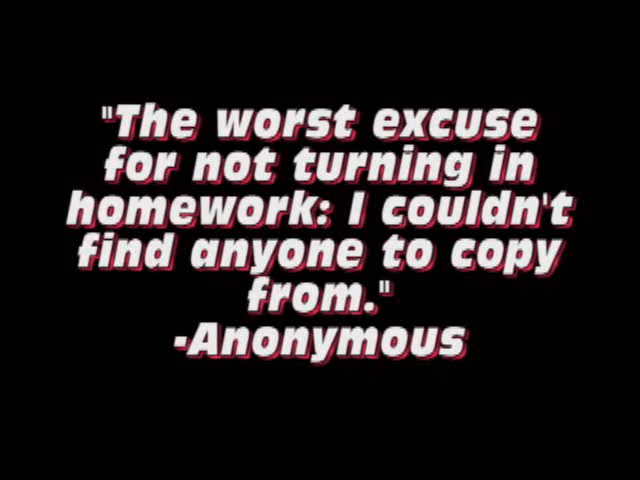 "The worst excuse
for not turning in
homework: I couldn't
find anyone to copy
from."
-Anonymous